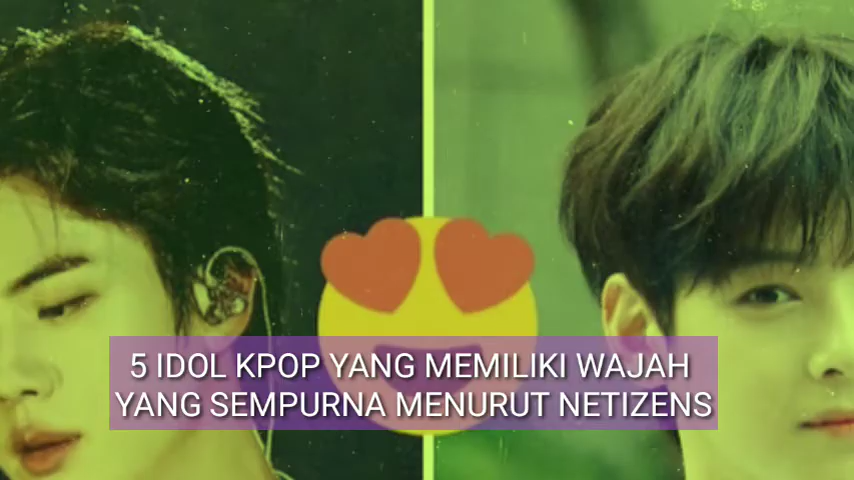 5 IDOL KPOP YANG MEMILIKI WAJAH
YANG SEMPURNA MENURUT NETIZENS